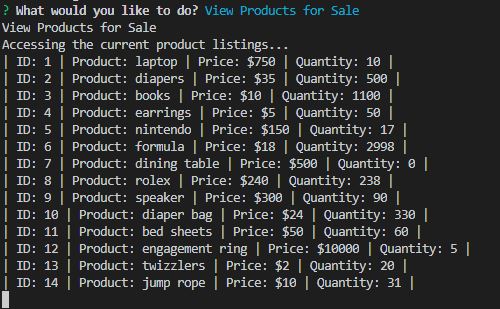 ? What would you like to do? View Products for Sale
View Products for Sale
Accessing the current product listings...
| ID: 1 | Product: laptop | Price: $750 | Quantity: 10 |
| ID: 2 | Product: diapers | Price: $35 | Quantity: 500 |
| ID: 3 | Product: books | Price: $10 | Quantity: 1100 |
| ID: 4 | Product: earrings | Price: $5 | Quantity: 50 |
| ID: 5 | Product: nintendo | Price: $150 | Quantity: 17 |
| ID: 6 | Product: formula | Price: $18 | Quantity: 2998 |
| ID: 7 | Product: dining table | Price: $500 | Quantity: 0 |
| ID: 8 | Product: rolex | Price: $240 | Quantity: 238 |
| ID: 9 | Product: speaker | Price: $300 | Quantity: 90 |
| ID: 10 | Product: diaper bag | Price: $24 | Quantity: 330 |
| ID: 11 | Product: bed sheets | Price: $50 | Quantity: 60 |
| ID: 12 | Product: engagement ring | Price: $10000 | Quantity: 5 |
| ID: 13 | Product: twizzlers | Price: $2 | Quantity: 20 |
| ID: 14 | Product: jump rope | Price: $10 | Quantity: 31 |